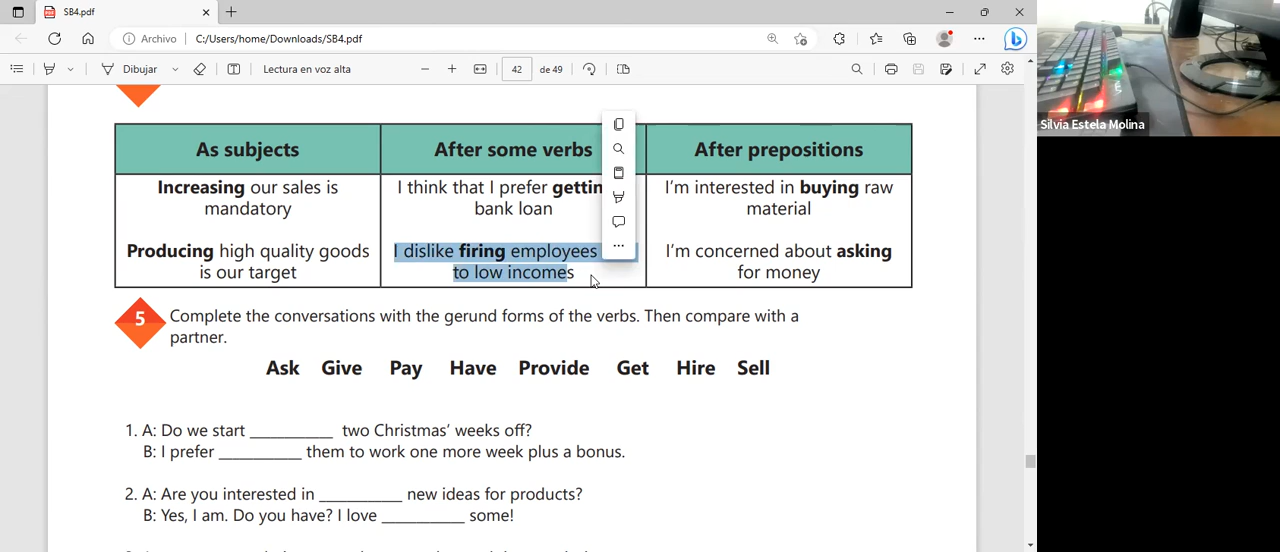 SB4.pdf
Archivo C:/Users/home/Downloads/SB4.pdf
Dibujar Lectura en voz alta 42 de 49
Silvia Estela Molina
As subjects After some verbs After prepositions
Increasing our sales is
mandatory
Producing high quality goods
is our target
I think that I prefer
bank loan
I dislike firing employees
to low incomes
I'm interested in buying raw
material
I'm concerned about asking
for money
5 Complete the conversations with the gerund forms of the verbs. Then compare with a
partner.
Ask Give Pay Have Provide Get Hire Sell
1. A: Do we start __________ two Christmas' weeks off?
B: I prefer __________ them to work one more week plus a bonus.
2. A: Are you interested in __________ new ideas for products?
B: Yes, I am. Do you have? I love __________ some!